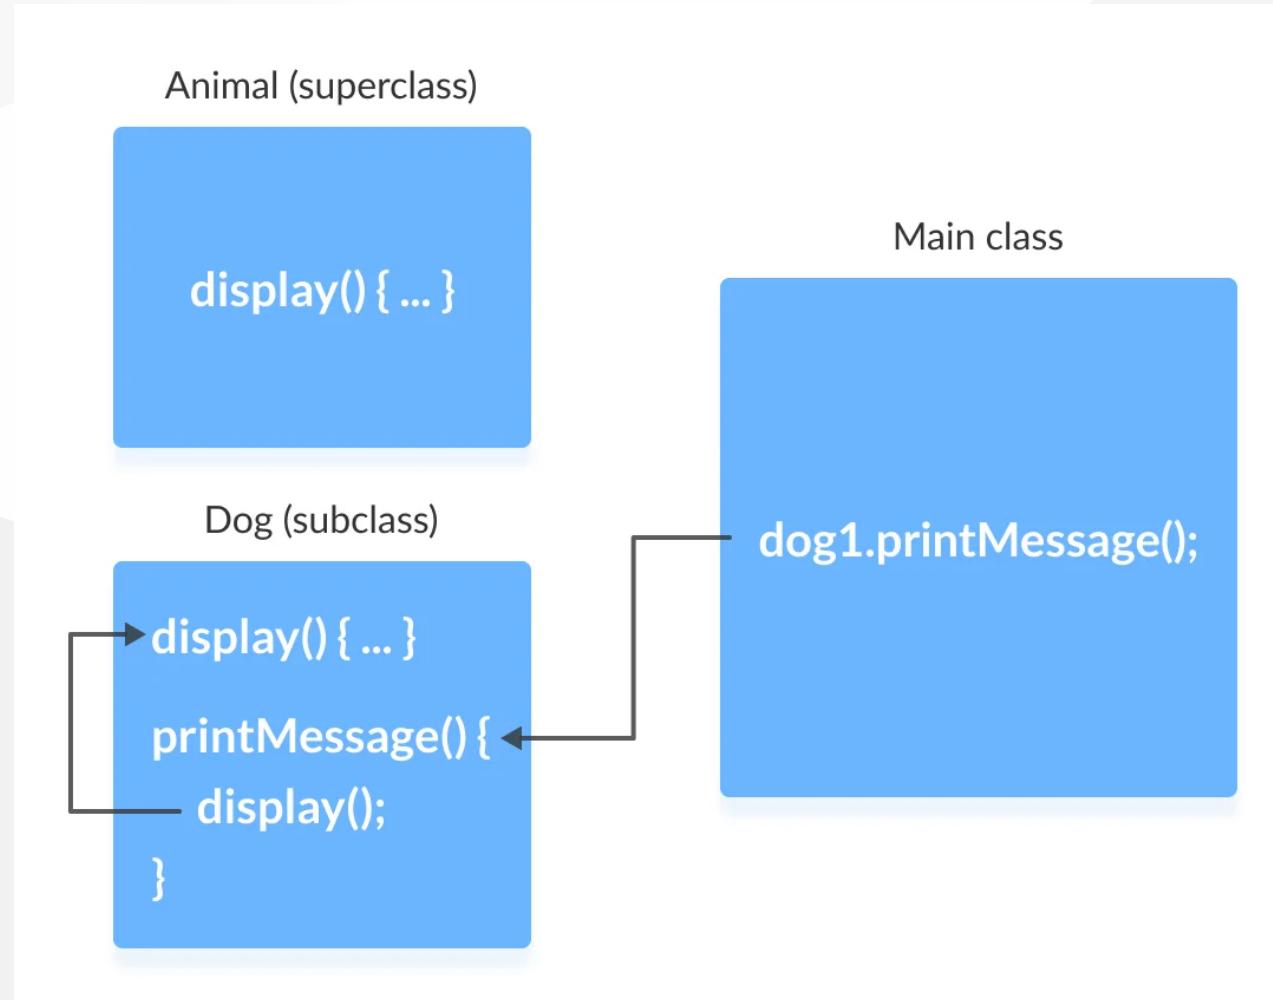 Animal (superclass)
display() { ... }
Dog (subclass)
display() { ... }
printMessage() {
display();
}
Main class
dog1.printMessage();